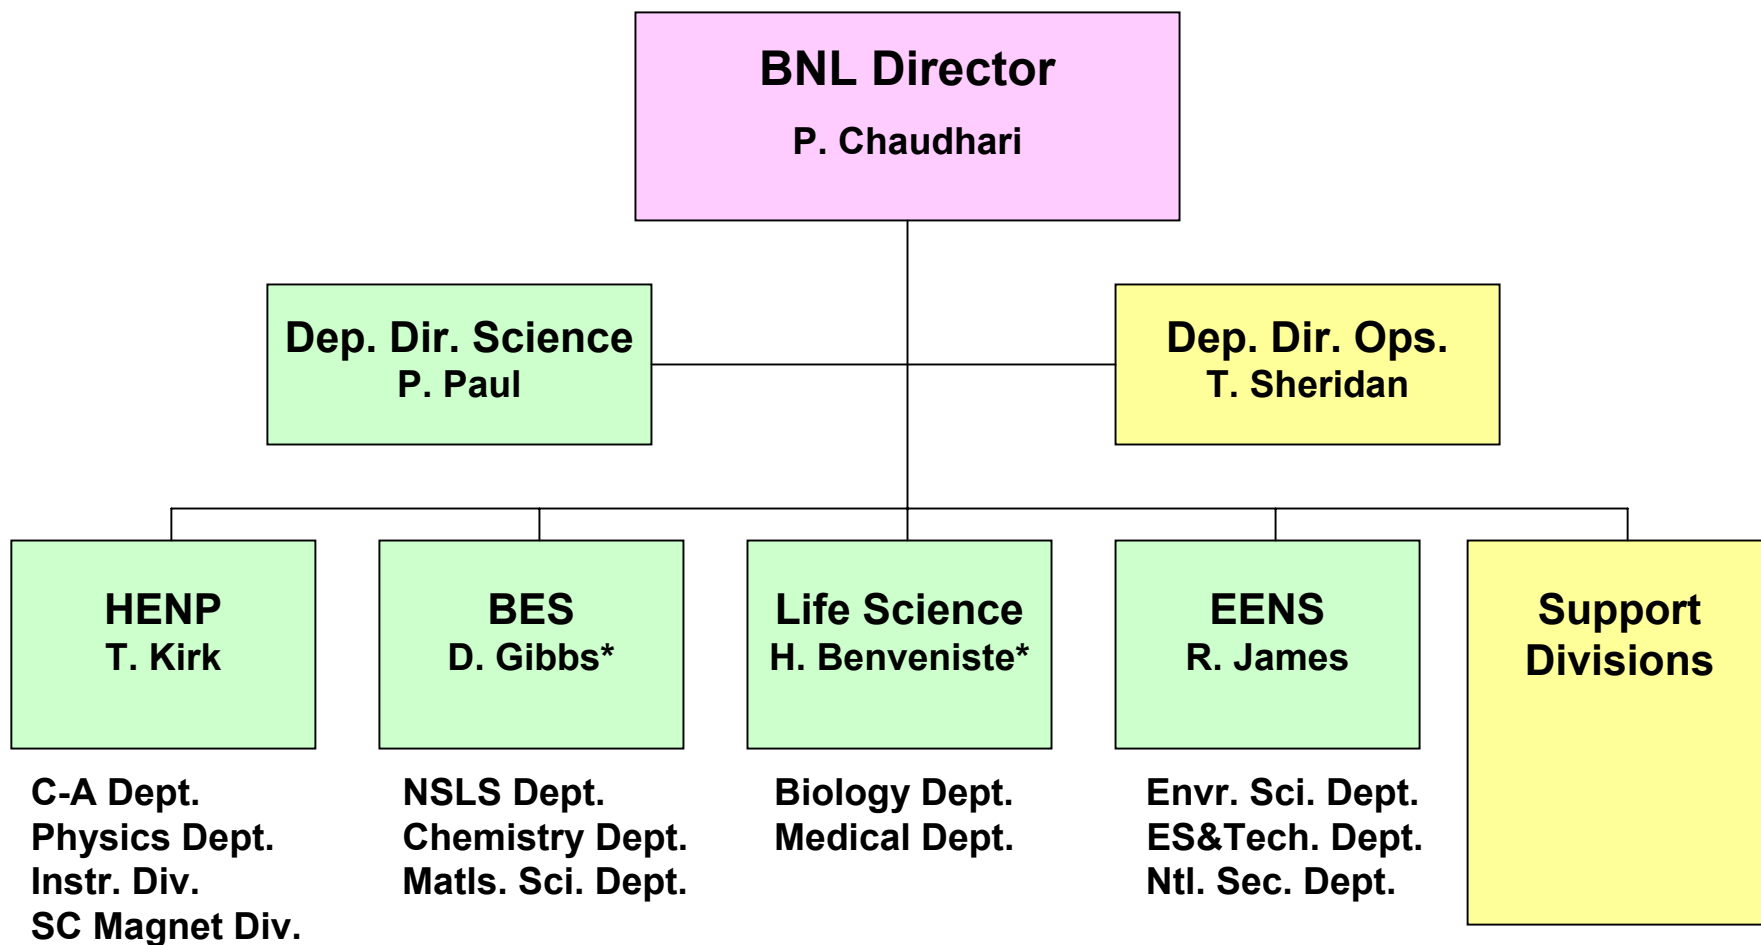 BNL Director
P. Chaudhari
Dep. Dir. Science
P. Paul
Dep. Dir. Ops.
T. Sheridan
HENP
T. Kirk
BES
D. Gibbs*
Life Science
H. Benveniste*
EENS
R. James
Support
Divisions
C-A Dept.
Physics Dept.
Instr. Div.
SC Magnet Div.
NSLS Dept.
Chemistry Dept.
Matls. Sci. Dept.
Biology Dept.
Medical Dept.
Envr. Sci. Dept.
ES&Tech. Dept.
Ntl. Sec. Dept.